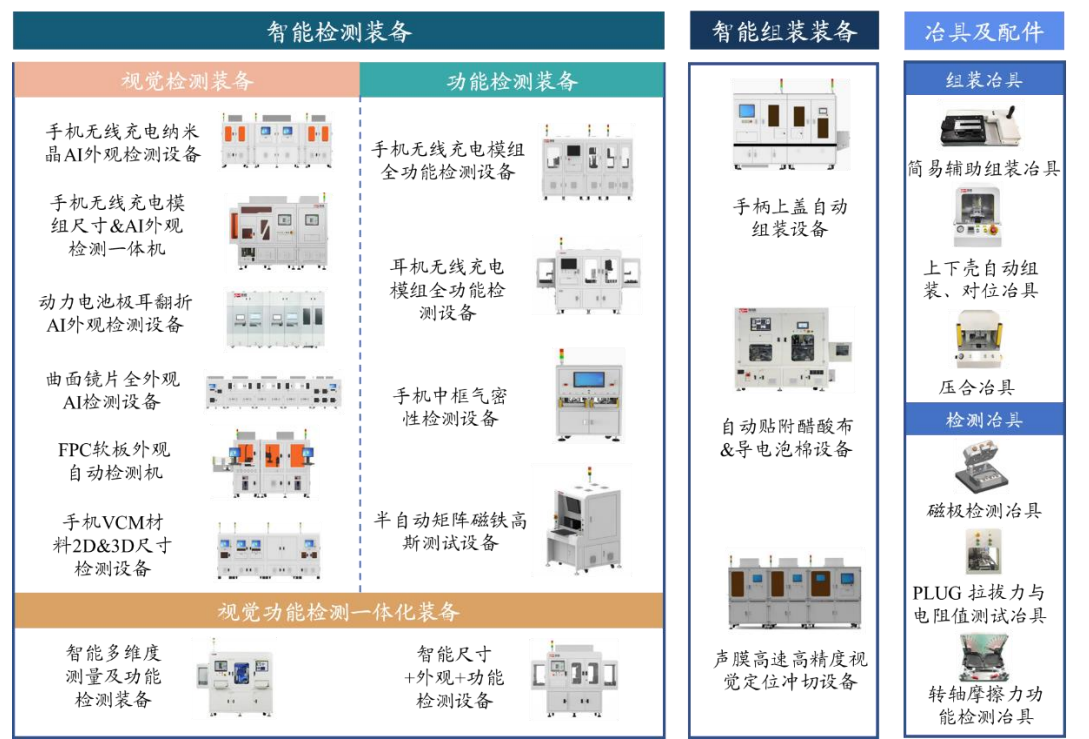 智能检测装备
视觉检测装备
手机无线充电纳米
晶AI外观检测设备
手机无线充电模
组尺寸&AI外观
检测一体机
动力电池极耳翻折
AI外观检测设备
曲面镜片全外观
AI检测设备
FPC软板外观
自动检测机
手机VCM材
料2D&3D尺寸
检测设备
功能检测装备
手机无线充电模组
全功能检测设备
耳机无线充电
模组全功能检
测设备
手机中框气密
性检测设备
半自动矩阵磁铁高
斯测试设备
视觉功能检测一体化装备
智能多维度
测量及功能
检测装备
智能尺寸
+外观+功能
检测设备
智能组装装备
手柄上盖自动
组装设备
自动贴附醋酸布
&导电泡棉设备
声膜高速高精度视
觉定位冲切设备
冶具及配件
组装冶具
简易辅助组装冶具
上下壳自动组
装、对位冶具
压合冶具
检测冶具
磁极检测冶具
PLUG 拉拔力与
电阻值测试冶具
转轴摩擦力功
能检测冶具